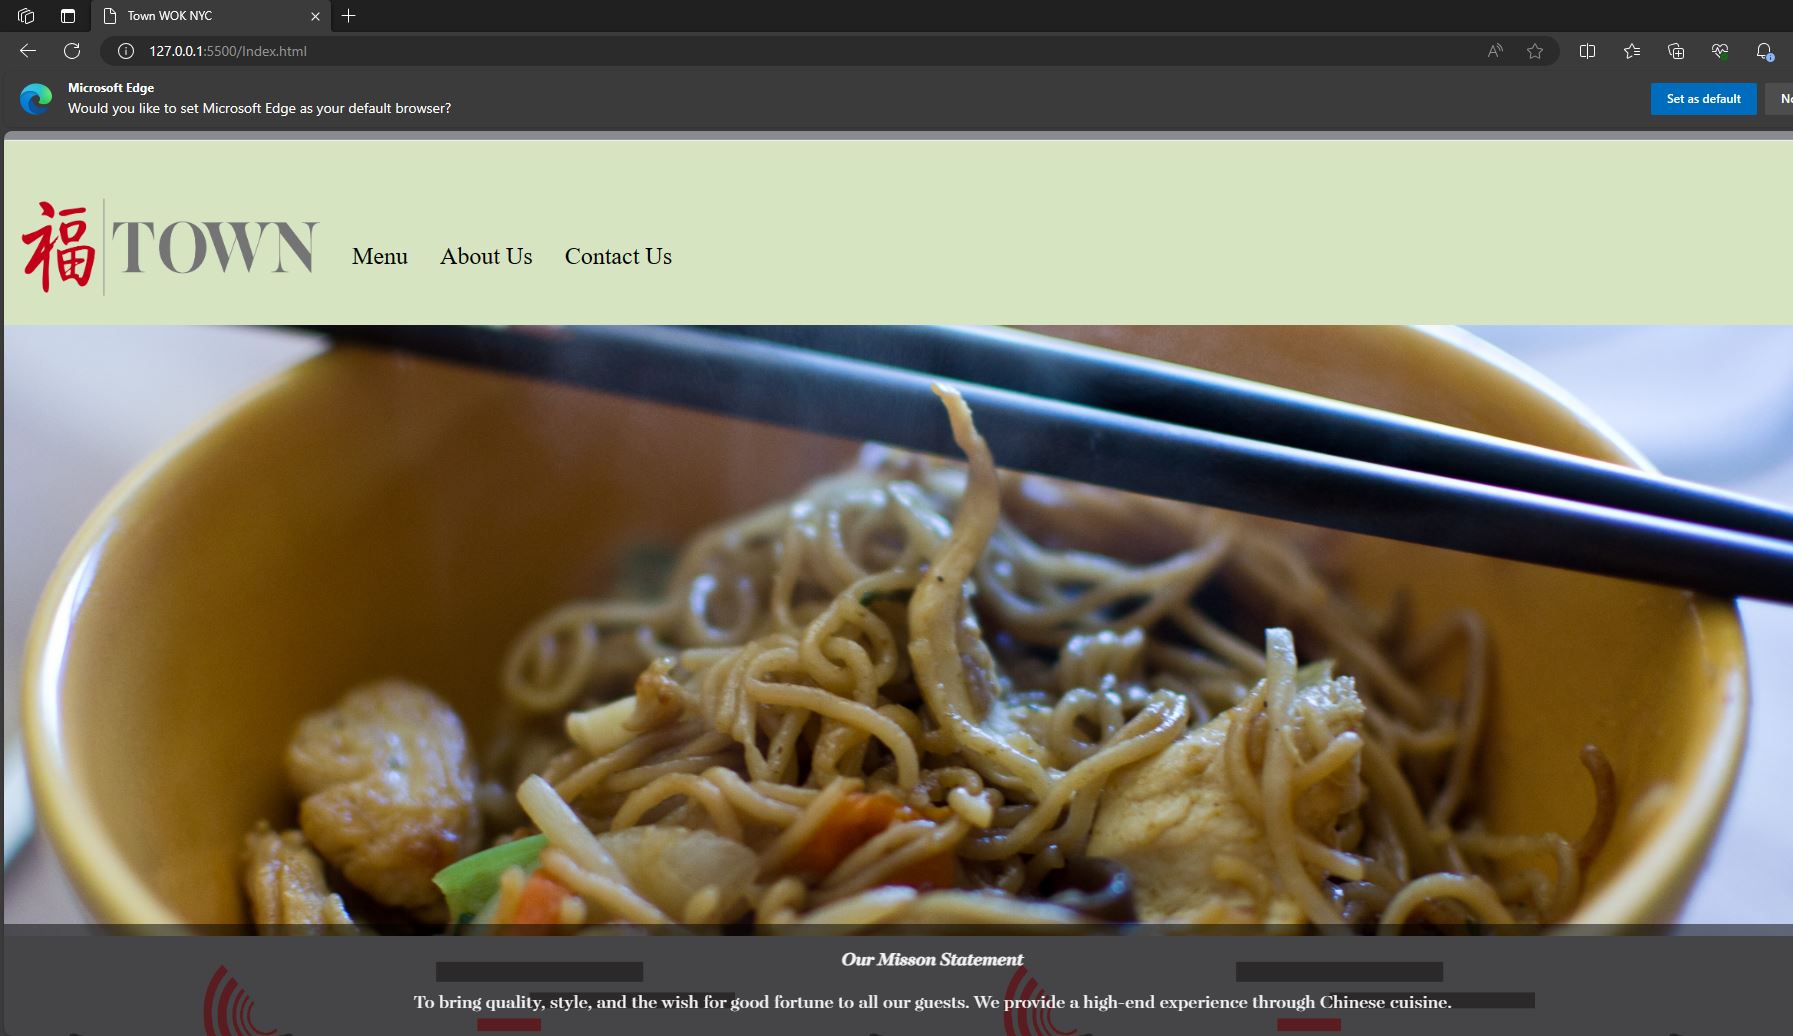 Town WOK NYC
127.0.0.1:5500/Index.html
Microsoft Edge
Would you like to set Microsoft Edge as your default browser?
Set as default
福 TOWN
Menu About Us Contact Us
Our Misson Statement
To bring quality, style, and the wish for good fortune to all our guests. We provide a high-end experience through Chinese cuisine.